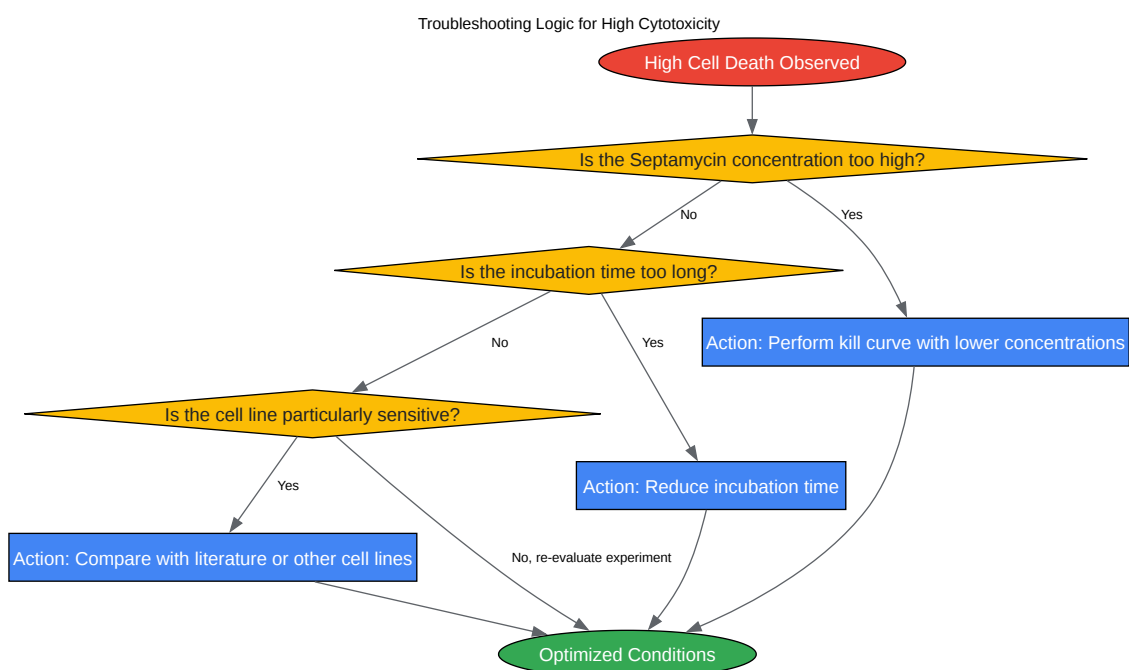 Troubleshooting Logic for High Cytotoxicity
High Cell Death Observed
Is the Septamycin concentration too high?
No
Yes
Is the incubation time too long?
Action: Perform kill curve with lower concentrations
No
Yes
Is the cell line particularly sensitive?
Yes
Action: Reduce incubation time
Action: Compare with literature or other cell lines
No, re-evaluate experiment
Optimized Conditions